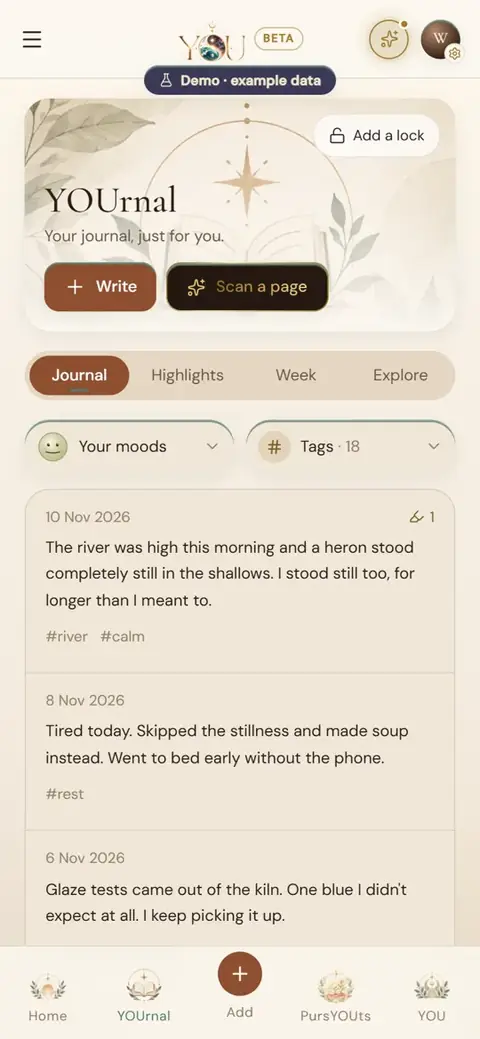 YOU
BETA
W
Demo · example data
Add a lock
YOUrnal
Your journal, just for you.
Write
Scan a page
Journal
Highlights
Week
Explore
Your moods
# Tags · 18
10 Nov 2026
1
The river was high this morning and a heron stood
completely still in the shallows. I stood still too, for
longer than I meant to.
#river #calm
8 Nov 2026
Tired today. Skipped the stillness and made soup
instead. Went to bed early without the phone.
#rest
6 Nov 2026
Glaze tests came out of the kiln. One blue I didn't
expect at all. I keep picking it up.
Home
YOUrnal
Add
PursYOUts
YOU